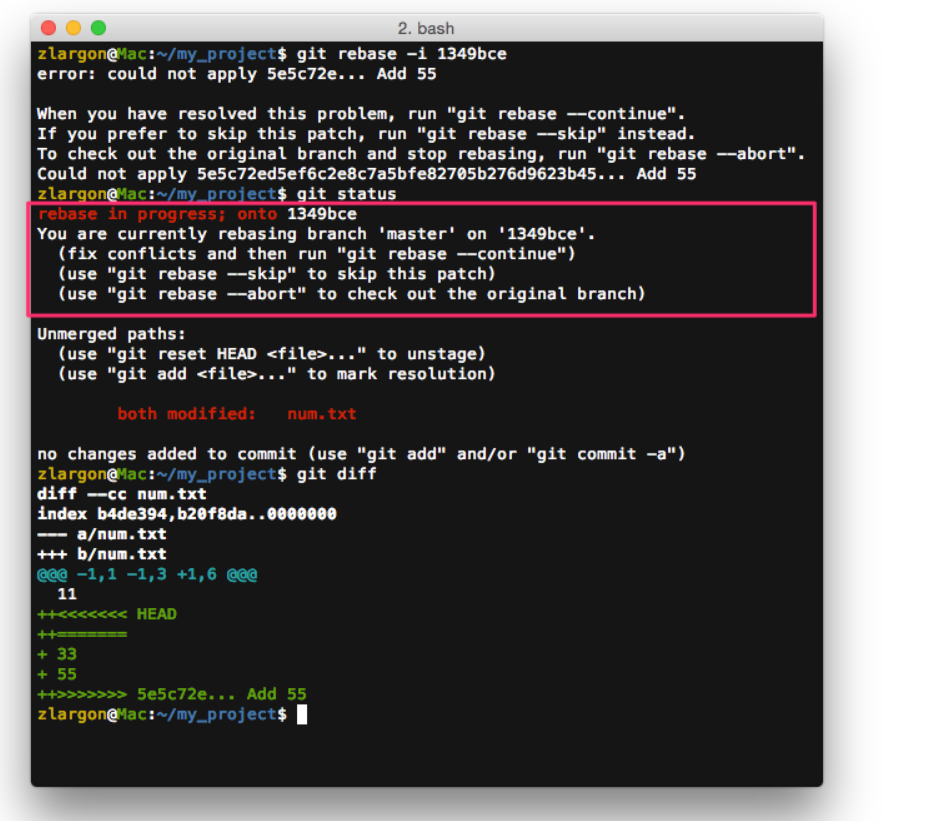 2. bash
zlargon@Mac:~/my_project$ git rebase -i 1349bce
error: could not apply 5e5c72e... Add 55
When you have resolved this problem, run "git rebase --continue".
If you prefer to skip this patch, run "git rebase --skip" instead.
To check out the original branch and stop rebasing, run "git rebase --abort".
Could not apply 5e5c72ed5ef6c2e8c7a5bfe82705b276d9623b45... Add 55
zlargon@Mac:~/my_project$ git status
rebase in progress; onto 1349bce
You are currently rebasing branch 'master' on '1349bce'.
  (fix conflicts and then run "git rebase --continue")
  (use "git rebase --skip" to skip this patch)
  (use "git rebase --abort" to check out the original branch)
Unmerged paths:
  (use "git reset HEAD <file>..." to unstage)
  (use "git add <file>..." to mark resolution)
        both modified:   num.txt
no changes added to commit (use "git add" and/or "git commit -a")
zlargon@Mac:~/my_project$ git diff
diff --cc num.txt
index b4de394,b20f8da..0000000
--- a/num.txt
+++ b/num.txt
@@@ -1,1 -1,3 +1,6 @@@
  11
++<<<<<<< HEAD
++=======
+ 33
+ 55
++>>>>>>> 5e5c72e... Add 55
zlargon@Mac:~/my_project$